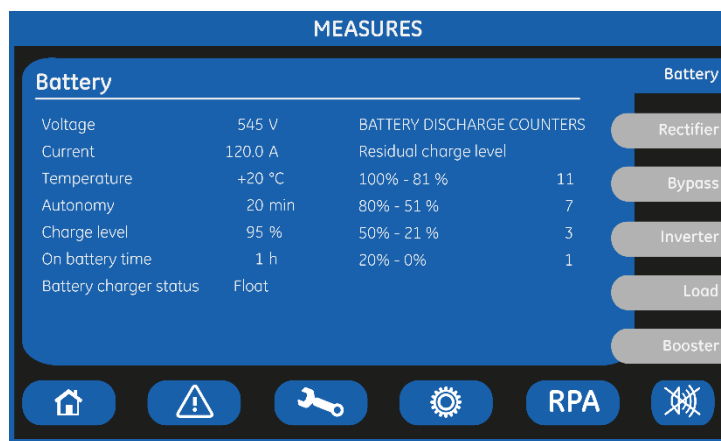 MEASURES
Battery
Voltage 545 V
Current 120.0 A
Temperature +20 °C
Autonomy 20 min
Charge level 95 %
On battery time 1 h
Battery charger status Float
BATTERY DISCHARGE COUNTERS
Residual charge level
100% - 81 % 11
80% - 51 % 7
50% - 21 % 3
20% - 0% 1
Battery
Rectifier
Bypass
Inverter
Load
Booster
RPA